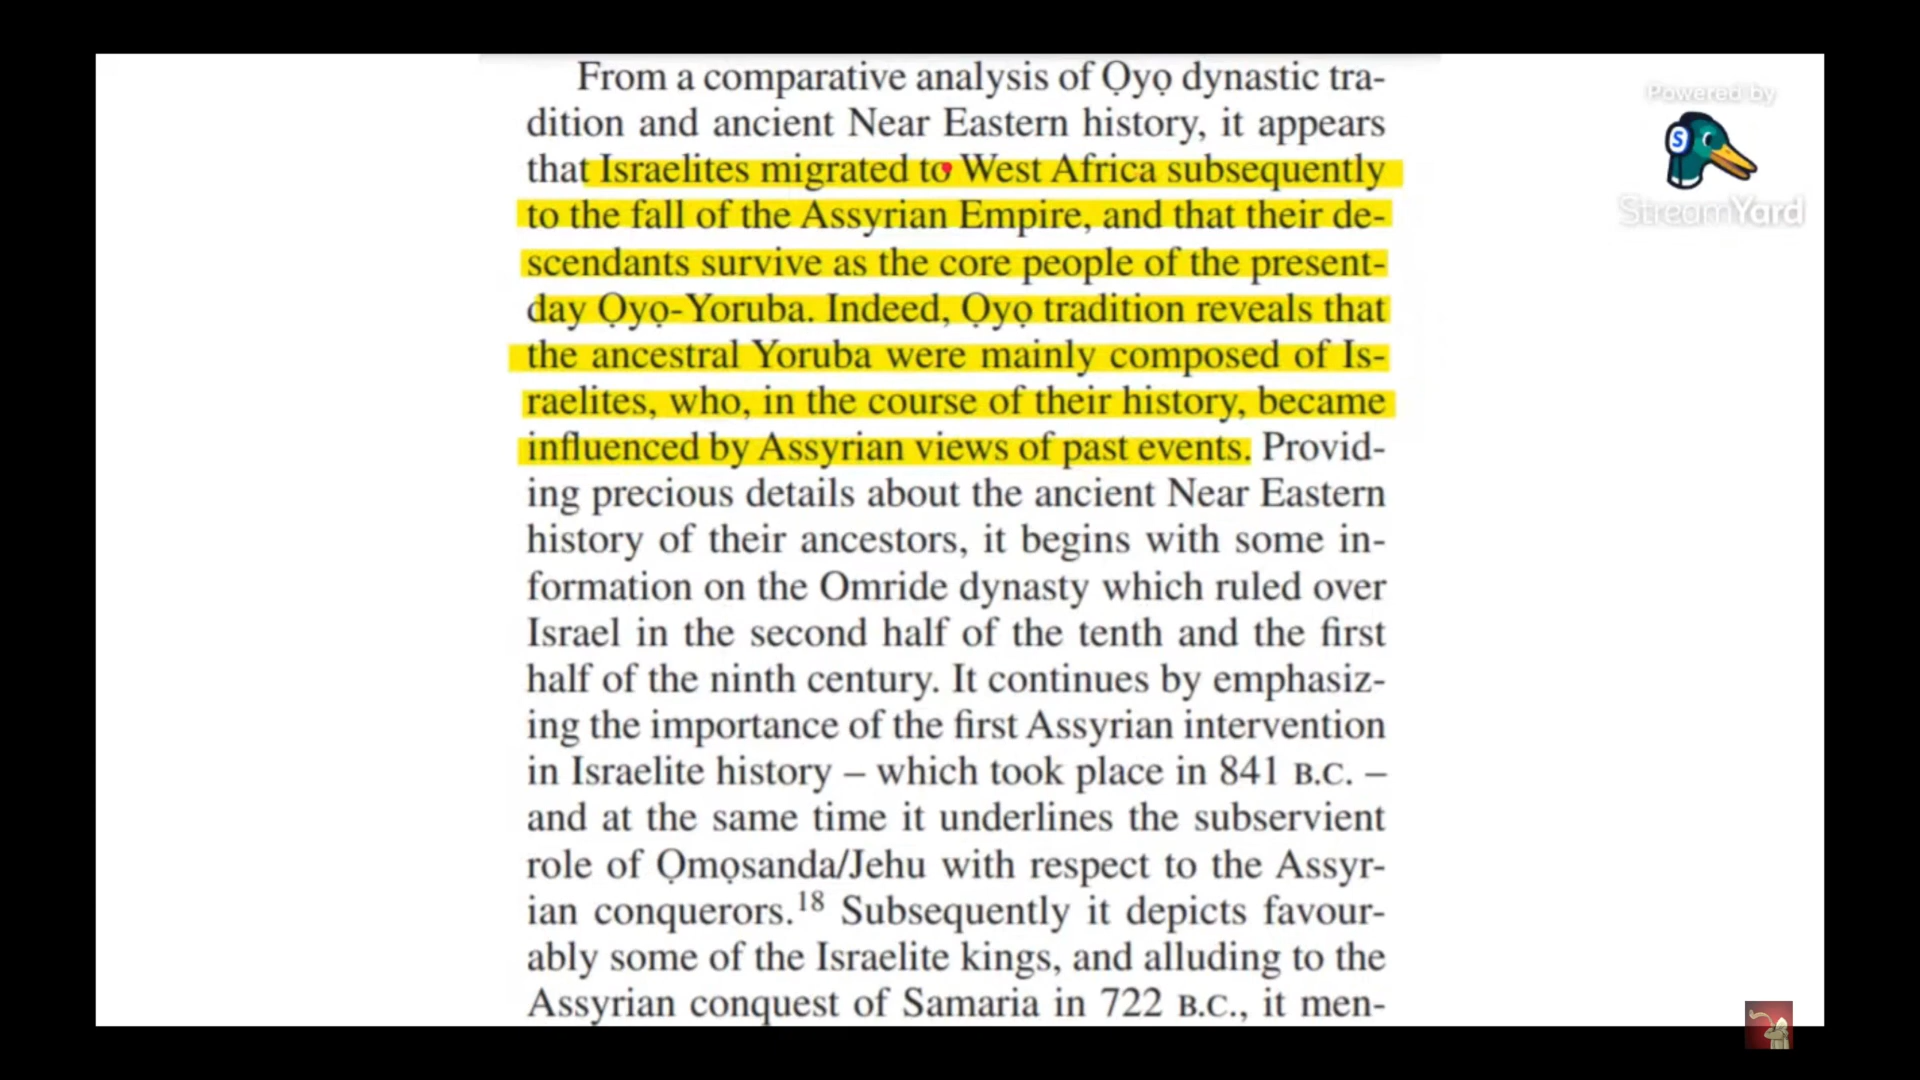 From a comparative analysis of Ọyọ dynastic tra-
dition and ancient Near Eastern history, it appears
that Israelites migrated to West Africa subsequently
to the fall of the Assyrian Empire, and that their de-
scendants survive as the core people of the present-
day Ọyọ-Yoruba. Indeed, Ọyọ tradition reveals that
the ancestral Yoruba were mainly composed of Is-
raelites, who, in the course of their history, became
influenced by Assyrian views of past events. Provid-
ing precious details about the ancient Near Eastern
history of their ancestors, it begins with some in-
formation on the Omride dynasty which ruled over
Israel in the second half of the tenth and the first
half of the ninth century. It continues by emphasiz-
ing the importance of the first Assyrian intervention
in Israelite history – which took place in 841 B.C. –
and at the same time it underlines the subservient
role of Ọmọsanda/Jehu with respect to the Assyr-
ian conquerors.18 Subsequently it depicts favour-
ably some of the Israelite kings, and alluding to the
Assyrian conquest of Samaria in 722 B.C., it men-
Powered by
S
StreamYard